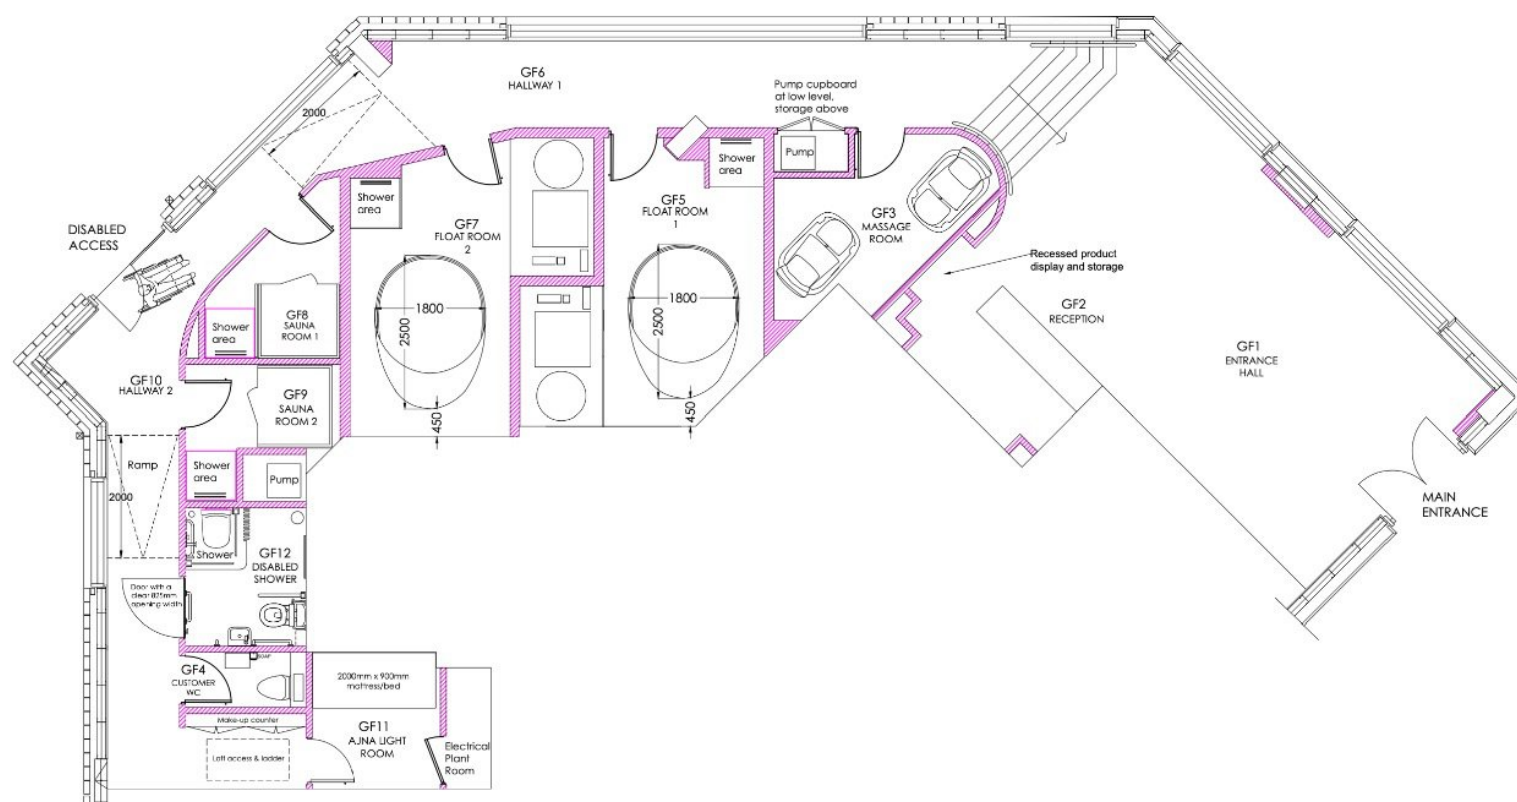 GF6
HALLWAY 1
2000
Pump cupboard
at low level,
storage above
Pump
Shower
area
Shower
area
GF7
FLOAT ROOM
2
GF5
FLOAT ROOM
1
GF3
MASSAGE
ROOM
DISABLED
ACCESS
Recessed product
display and storage
GF2
RECEPTION
GF1
ENTRANCE
HALL
1800
2500
450
1800
2500
450
GF8
SAUNA
ROOM 1
Shower
area
GF10
HALLWAY 2
GF9
SAUNA
ROOM 2
Ramp
2000
Shower
area
Pump
MAIN
ENTRANCE
Shower
GF12
DISABLED
SHOWER
Door with a
clear 825mm
opening width
SOAP
GF4
CUSTOMER
WC
2000mm x 900mm
mattress/bed
Make-up counter
GF11
AJNA LIGHT
ROOM
Electrical
Plant
Room
Loft access & ladder